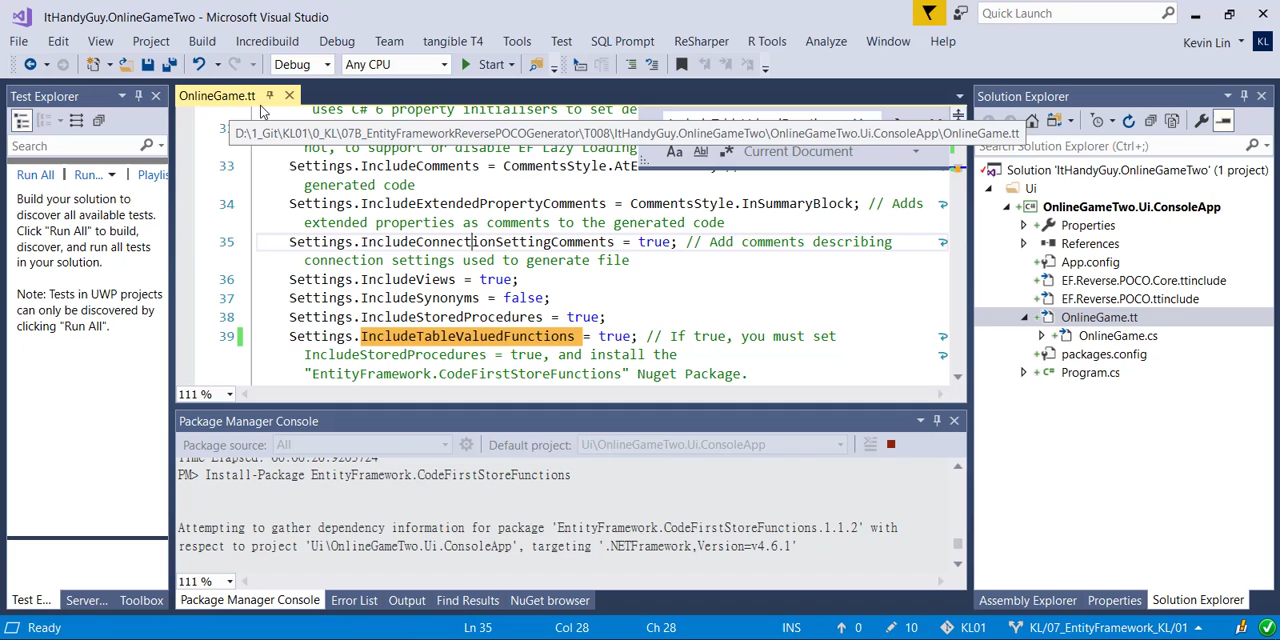 ItHandyGuy.OnlineGameTwo - Microsoft Visual Studio
Quick Launch
File Edit View Project Build Incredibuild Debug Team tangible T4 Tools Test SQL Prompt ReSharper R Tools Analyze Window Help
Kevin Lin KL
Debug Any CPU Start
Test Explorer
Search
Run All Run... Playlis
Build your solution to
discover all available tests.
Click "Run All" to build,
discover, and run all tests
in your solution.
Note: Tests in UWP projects
can only be discovered by
clicking "Run All".
Test E... Server... Toolbox
OnlineGame.tt
uses C# 6 property initialisers to set de
D:\1_Git\KL01\0_KL\07B_EntityFrameworkReversePOCOGenerator\T008\ItHandyGuy.OnlineGameTwo\OnlineGameTwo.Ui.ConsoleApp\OnlineGame.tt
not, to support or disable EF Lazy Loading
Aa Abl Current Document
33 Settings.IncludeComments = CommentsStyle.AtE
generated code
34 Settings.IncludeExtendedPropertyComments = CommentsStyle.InSummaryBlock; // Adds
extended properties as comments to the generated code
35 Settings.IncludeConnectionSettingComments = true; // Add comments describing
connection settings used to generate file
36 Settings.IncludeViews = true;
37 Settings.IncludeSynonyms = false;
38 Settings.IncludeStoredProcedures = true;
39 Settings.IncludeTableValuedFunctions = true; // If true, you must set
IncludeStoredProcedures = true, and install the
"EntityFramework.CodeFirstStoreFunctions" Nuget Package.
111 %
Package Manager Console
Package source: All Default project: Ui\OnlineGameTwo.Ui.ConsoleApp
PM> Install-Package EntityFramework.CodeFirstStoreFunctions
Attempting to gather dependency information for package 'EntityFramework.CodeFirstStoreFunctions.1.1.2' with
respect to project 'Ui\OnlineGameTwo.Ui.ConsoleApp', targeting '.NETFramework,Version=v4.6.1'
111 %
Package Manager Console Error List Output Find Results NuGet browser
Solution Explorer
Search Solution Explorer (Ctrl+;)
Solution 'ItHandyGuy.OnlineGameTwo' (1 project)
Ui
OnlineGameTwo.Ui.ConsoleApp
Properties
References
App.config
EF.Reverse.POCO.Core.ttinclude
EF.Reverse.POCO.ttinclude
OnlineGame.tt
OnlineGame.cs
packages.config
Program.cs
Assembly Explorer Properties Solution Explorer
Ready Ln 35 Col 28 Ch 28 INS 0 10 KL01 KL/07_EntityFramework_KL/01